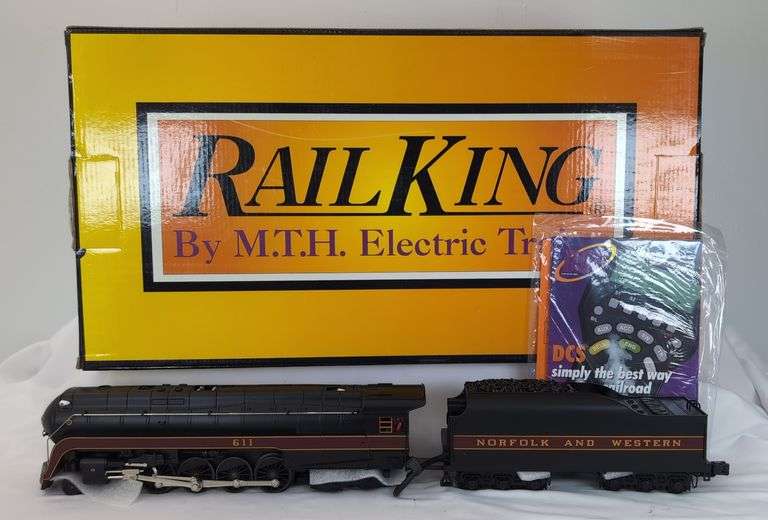 RAILKING
By M.T.H. Electric Tr
DCS
simply the best way
railroad
611
NORFOLK AND WESTERN